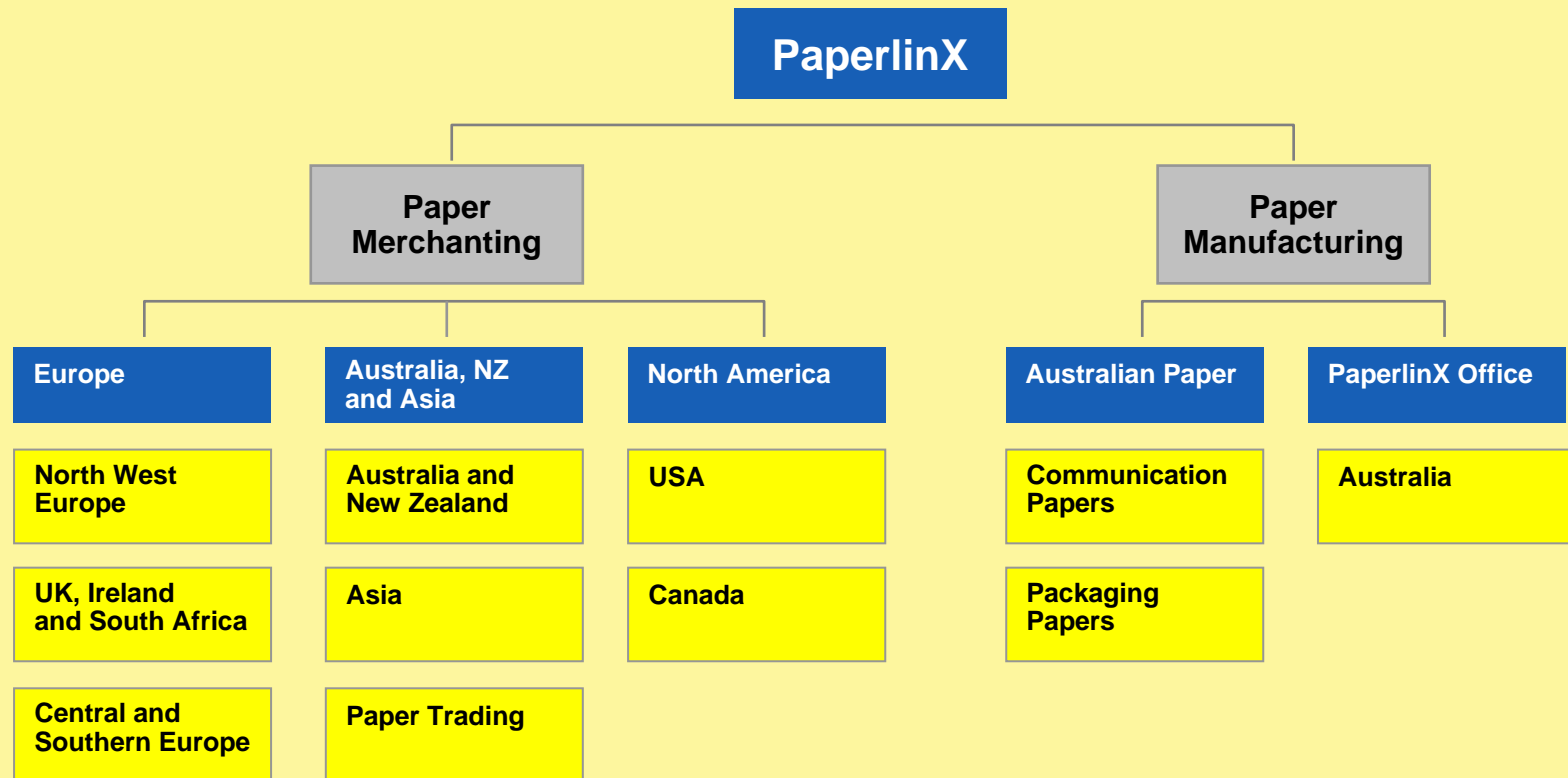 PaperlinX
Paper
Merchanting
Paper
Manufacturing
Europe
Australia, NZ
and Asia
North America
Australian Paper
PaperlinX Office
North West
Europe
Australia and
New Zealand
USA
Communication
Papers
Australia
UK, Ireland
and South Africa
Asia
Canada
Packaging
Papers
Central and
Southern Europe
Paper Trading